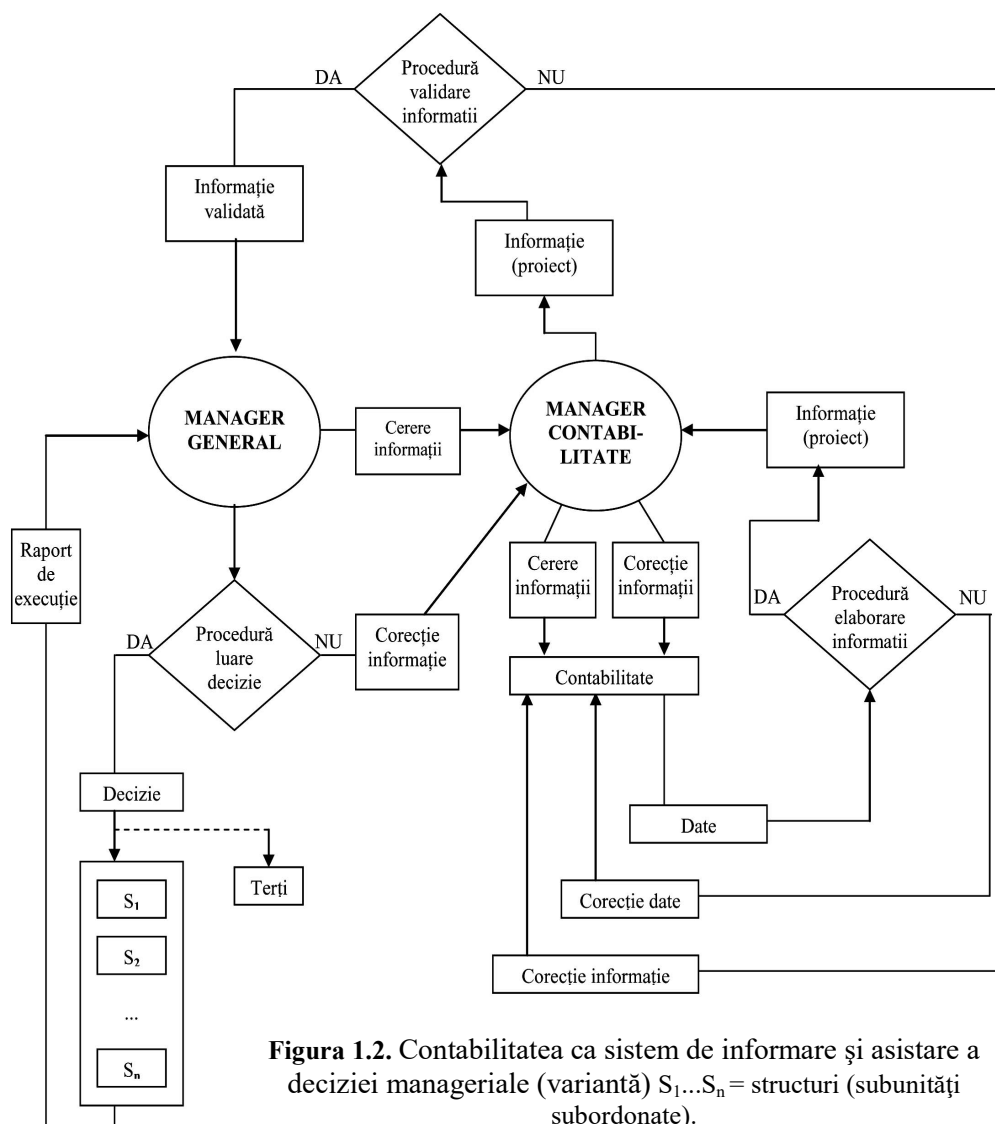 Procedură
validare
informatii
DA
NU
Informație
validată
Informație
(proiect)
MANAGER
GENERAL
Cerere
informații
MANAGER
CONTABI-
LITATE
Informație
(proiect)
Raport
de
execuție
Cerere
informații
Corecție
informații
DA
Procedură
luare
decizie
NU
Corecție
informație
DA
Procedură
elaborare
informatii
NU
Contabilitate
Decizie
Date
Terți
S1
S2
...
Sn
Corecție date
Corecție informație
Figura 1.2. Contabilitatea ca sistem de informare şi asistare a
deciziei manageriale (variantă) S1...Sn = structuri (subunităţi
subordonate).